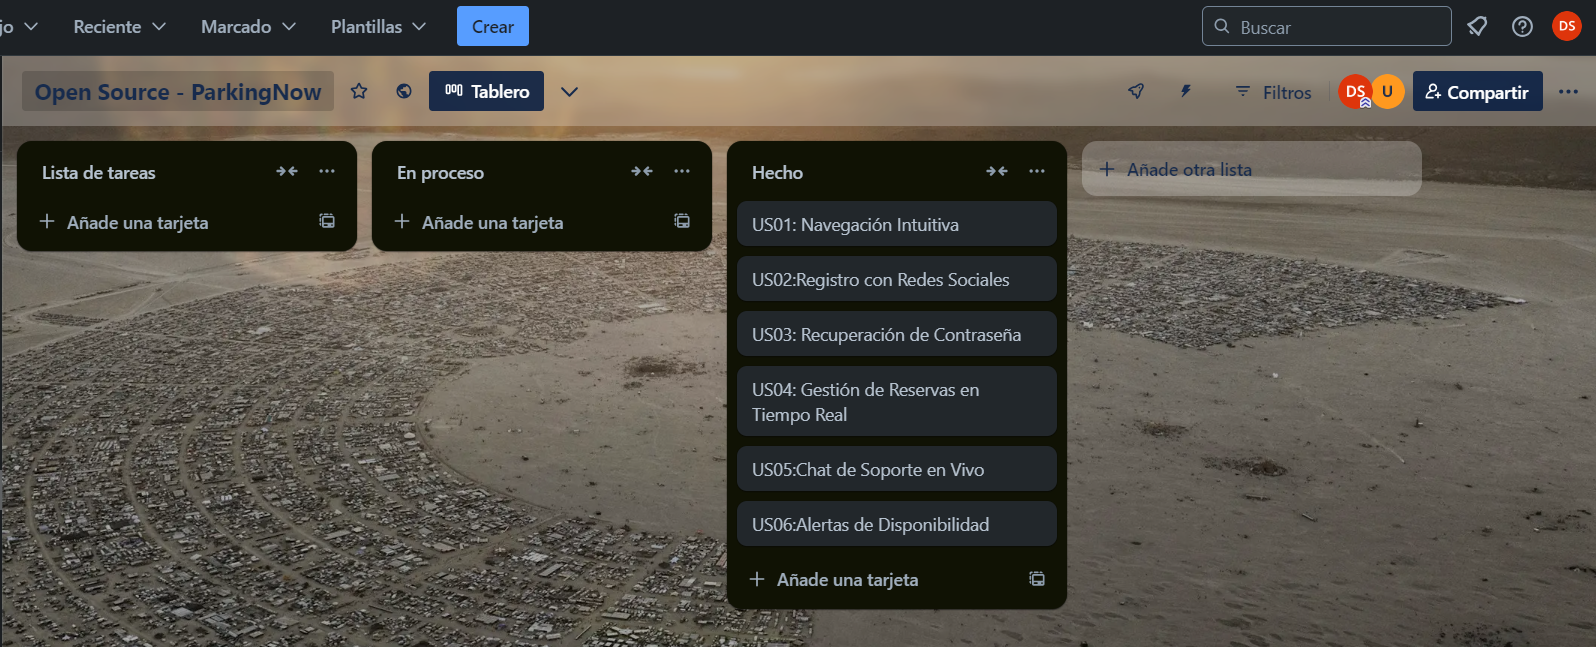 jo
Reciente
Marcado
Plantillas
Crear
Buscar
DS
Open Source - ParkingNow
Tablero
Filtros
DS
U
Compartir
Lista de tareas
Añade una tarjeta
En proceso
Añade una tarjeta
Hecho
US01: Navegación Intuitiva
US02:Registro con Redes Sociales
US03: Recuperación de Contraseña
US04: Gestión de Reservas en
Tiempo Real
US05:Chat de Soporte en Vivo
US06:Alertas de Disponibilidad
Añade una tarjeta
Añade otra lista